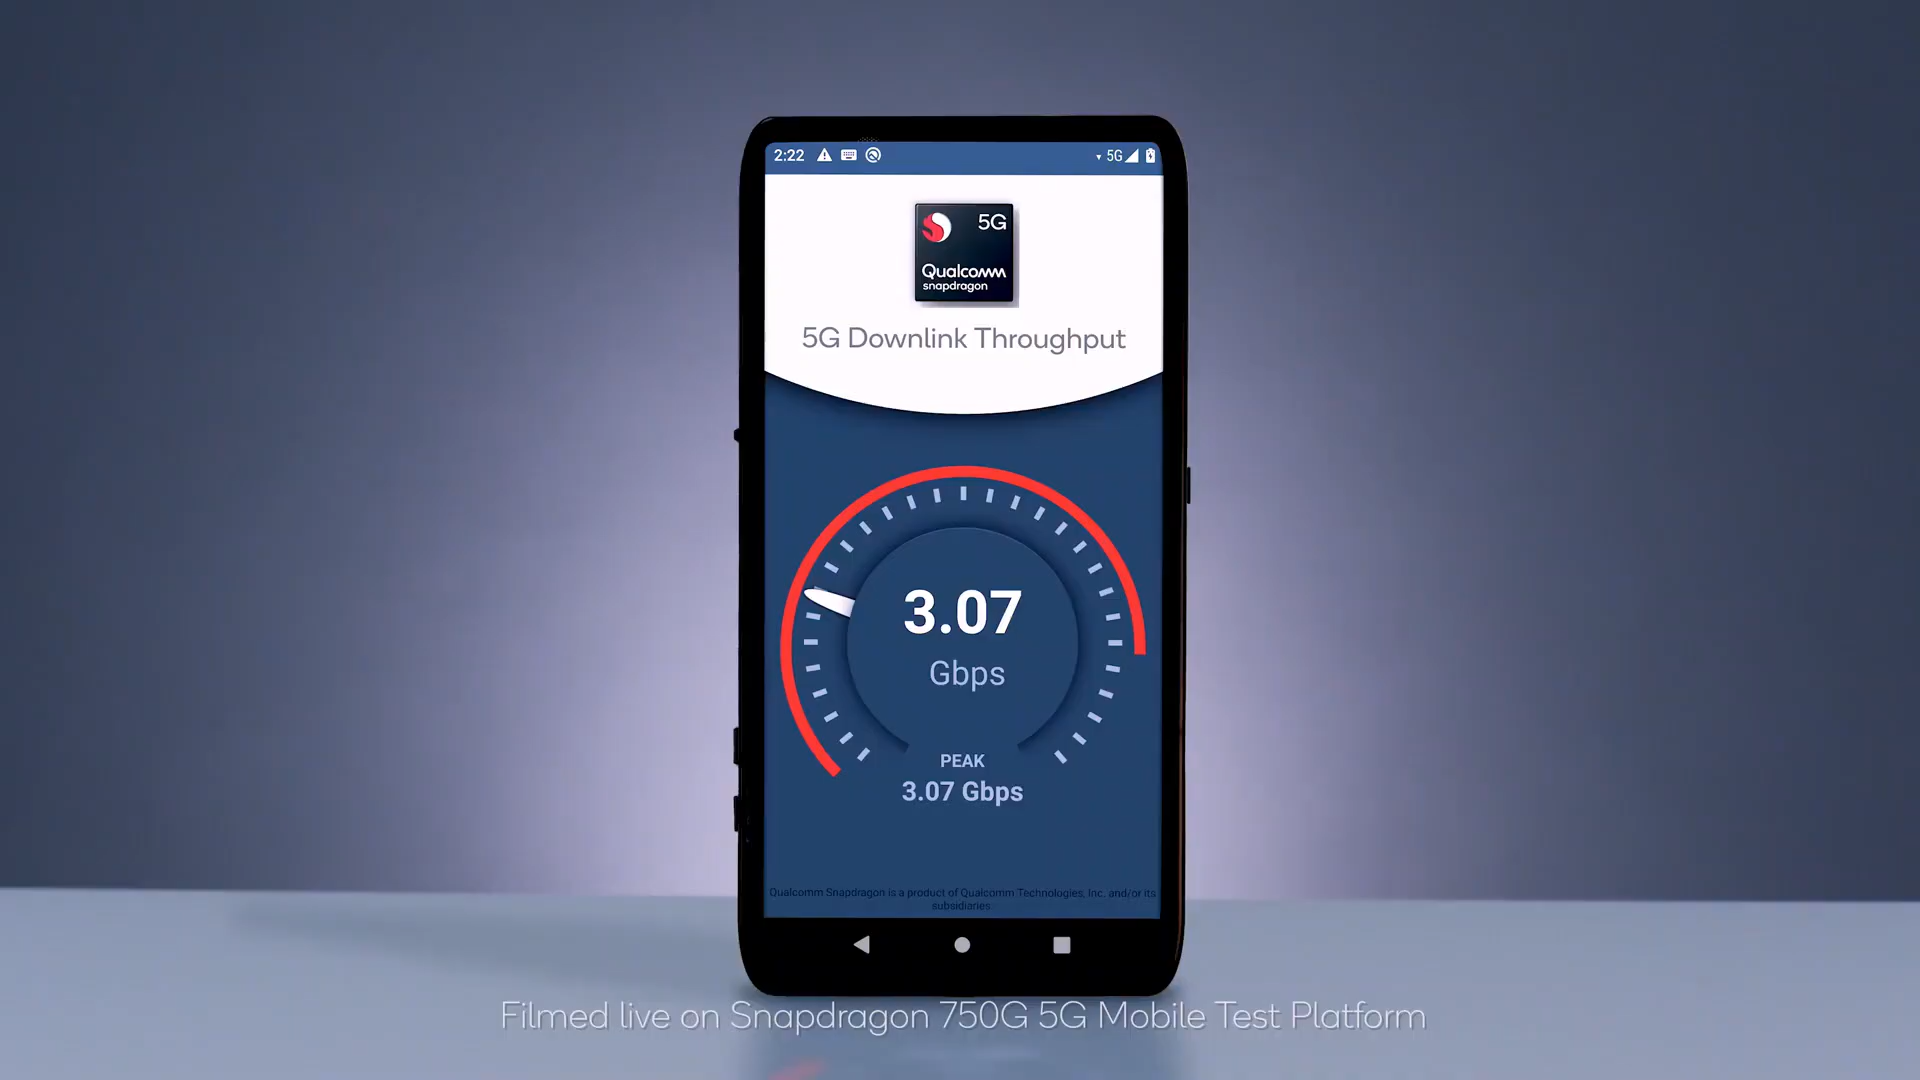 2:22
5G
5G
Qualcomm
snapdragon
5G Downlink Throughput
3.07
Gbps
PEAK
3.07 Gbps
Qualcomm Snapdragon is a product of Qualcomm Technologies, Inc. and/or its
subsidiaries
Filmed live on Snapdragon 750G 5G Mobile Test Platform